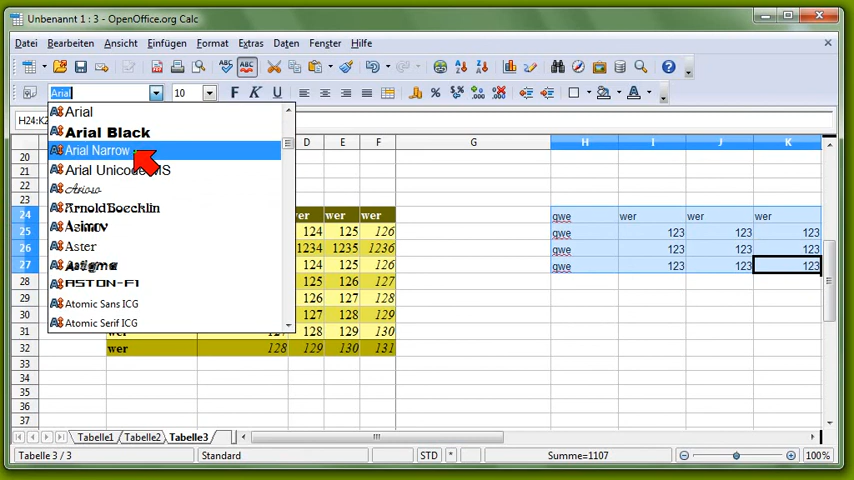 Unbenannt 1 : 3 - OpenOffice.org Calc
Datei Bearbeiten Ansicht Einfügen Format Extras Daten Fenster Hilfe
Arial 10 F K U
H24:K2
Arial
Arial Black
Arial Narrow
Arial Unicode MS
Arioso
ArnoldBoecklin
Asimov
Aster
Astigma
ASTON-F1
Atomic Sans ICG
Atomic Serif ICG
D E F G H I J K
20
21
22
23
24 wer wer wer qwe wer wer wer
25 124 125 126 qwe 123 123 123
26 1234 1235 1236 qwe 123 123 123
27 124 125 126 qwe 123 123 123
28 125 126 127
29 126 127 128
30 127 128 129
31 wer 127 128 129 130
32 wer 128 129 130 131
33
34
35
36
37
Tabelle1 Tabelle2 Tabelle3
Tabelle 3 / 3 Standard STD * Summe=1107 100%